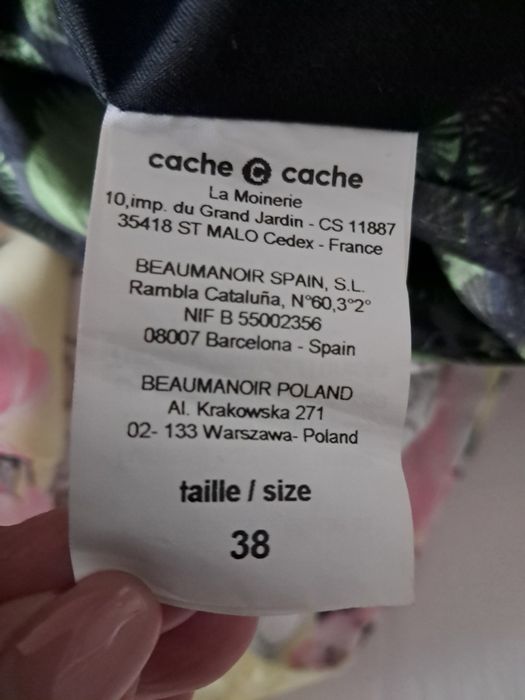 cache c cache
La Moinerie
10,imp. du Grand Jardin - CS 11887
35418 ST MALO Cedex - France
BEAUMANOIR SPAIN, S.L.
Rambla Cataluña, N°60,3°2°
NIF B 55002356
08007 Barcelona - Spain
BEAUMANOIR POLAND
Al. Krakowska 271
02- 133 Warszawa- Poland
taille / size
38